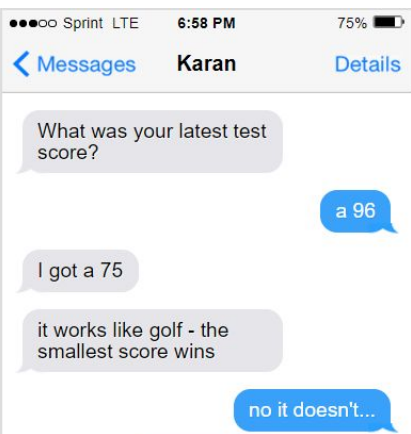 ●●●○○ Sprint LTE 6:58 PM 75%
Messages Karan Details
What was your latest test
score?
a 96
I got a 75
it works like golf - the
smallest score wins
no it doesn't...